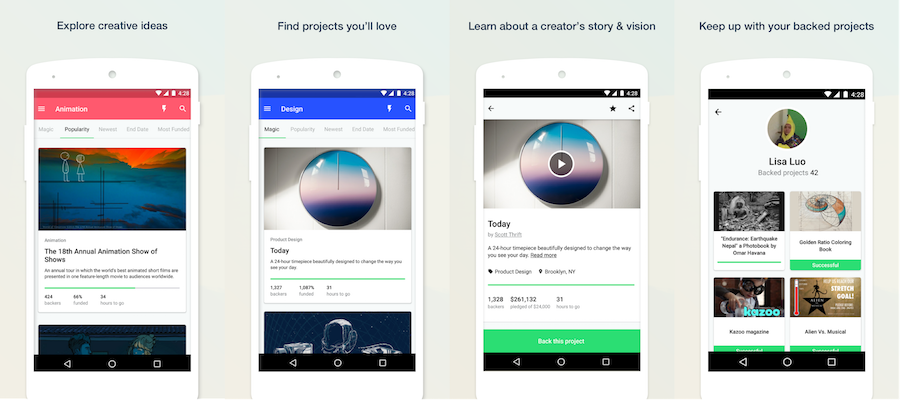 Explore creative ideas
4:28
Animation
Magic Popularity Newest End Date Most Funded
Animation
The 18th Annual Animation Show of
Shows
An annual tour in which the world's best animated short films are
presented in one feature-length movie to audiences worldwide.
424 66% 34
backers funded hours to go
Find projects you'll love
4:28
Design
Magic Popularity Newest End Date Most Funded
Product Design
Today
A 24-hour timepiece beautifully designed to change the way you
see your day.
1,327 1,087% 31
backers funded hours to go
Learn about a creator's story & vision
4:28
Today
by Scott Thrift
A 24-hour timepiece beautifully designed to change the way
you see your day. Read more
Product Design Brooklyn, NY
1,328 $261,132 31
backers pledged of $24,000 hours to go
Back this project
Keep up with your backed projects
4:28
Lisa Luo
Backed projects 42
"Endurance: Earthquake
Nepal" a Photobook by
Omar Havana
Golden Ratio Coloring
Book
Successful
kazoo
Kazoo magazine
STRETCH
GOAL!
ALIEN
Alien Vs. Musical